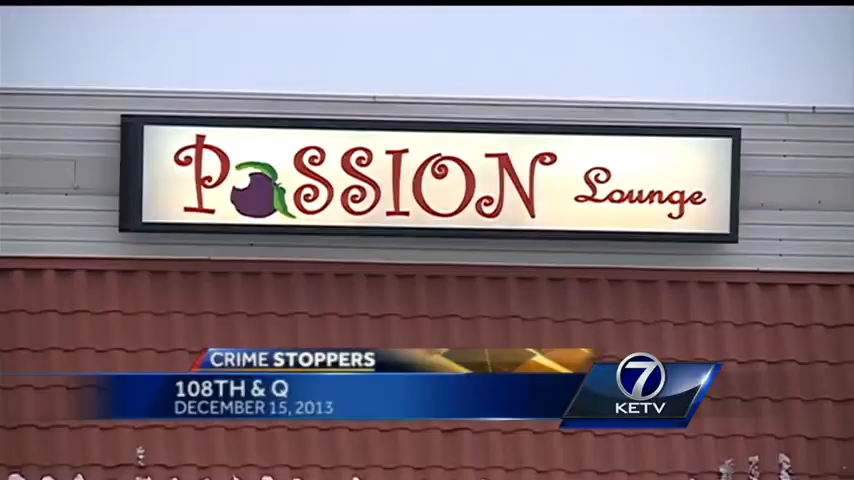 PASSION Lounge
CRIME STOPPERS
108TH & Q
DECEMBER 15, 2013
7
KETV